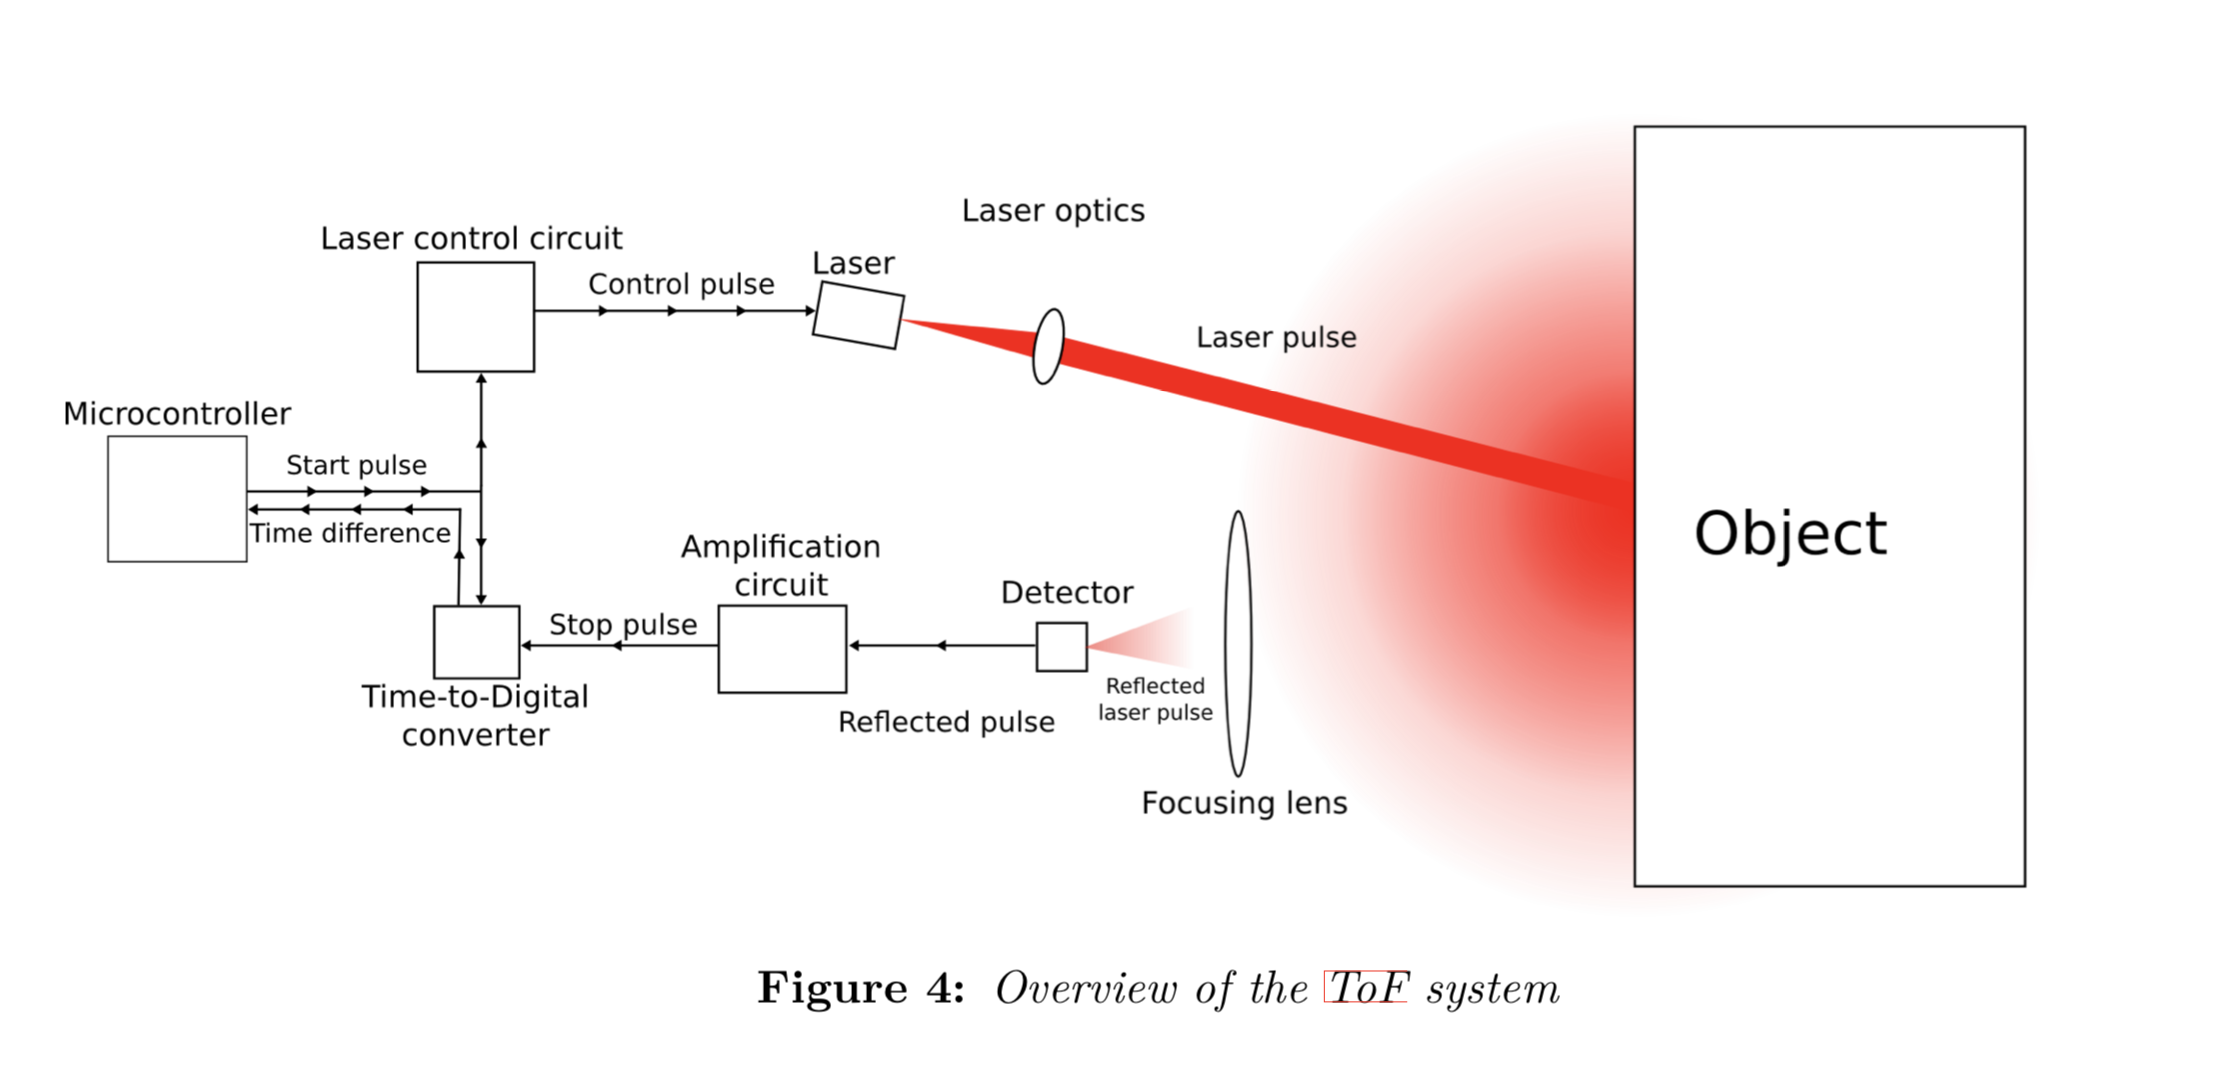 Laser optics
Laser control circuit
Laser
Control pulse
Laser pulse
Microcontroller
Start pulse
Time difference
Object
Amplification
circuit
Detector
Stop pulse
Time-to-Digital
converter
Reflected pulse
Reflected
laser pulse
Focusing lens
Figure 4: Overview of the ToF system